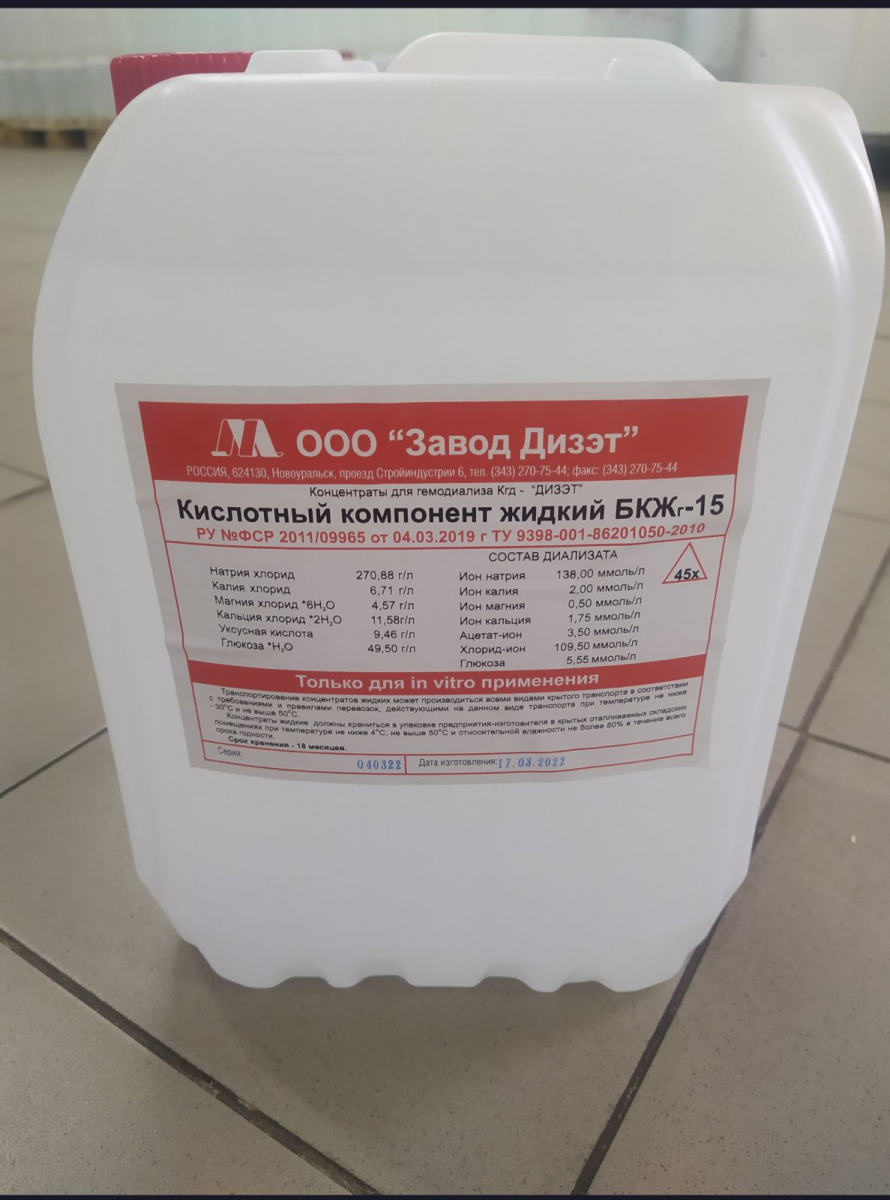 ООО “Завод Дизэт”
РОССИЯ, 624130, Новоуральск, проезд Стройиндустрии 6, тел. (343) 270-75-44; факс: (343) 270-75-44
Концентраты для гемодиализа Кгд - "ДИЗЭТ"
Кислотный компонент жидкий БКЖг-15
РУ №ФСР 2011/09965 от 04.03.2019 г ТУ 9398-001-86201050-2010
СОСТАВ ДИАЛИЗАТА
45х
Натрия хлорид 270,88 г/л Ион натрия 138,00 ммоль/л
Калия хлорид 6,71 г/л Ион калия 2,00 ммоль/л
Магния хлорид *6H₂O 4,57 г/л Ион магния 0,50 ммоль/л
Кальция хлорид *2H₂O 11,58г/л Ион кальция 1,75 ммоль/л
Уксусная кислота 9,46 г/л Ацетат-ион 3,50 ммоль/л
Глюкоза *H₂O 49,50 г/л Хлорид-ион 109,50 ммоль/л
Глюкоза 5,55 ммоль/л
Только для in vitro применения
Транспортирование концентратов жидких может производиться всеми видами крытого транспорта в соответствии
с требованиями и правилами перевозок, действующими на данном виде транспорта при температуре не ниже
- 30°С и не выше 50°С.
Концентраты жидкие должны храниться в упаковке предприятия-изготовителя в крытых отапливаемых складских
помещениях при температуре не ниже 4°С, не выше 50°С и относительной влажности не более 80% в течение всего
срока годности.
Срок хранения - 18 месяцев.
Серия: 040322 Дата изготовления: 17.03.2022